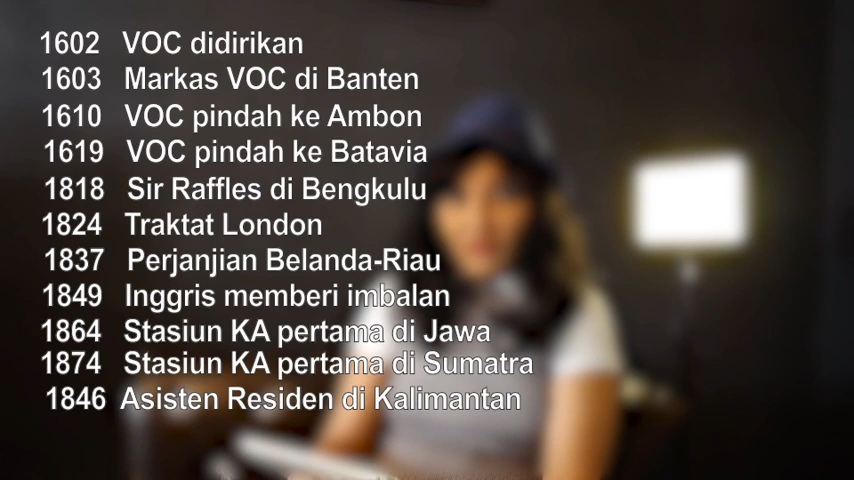 1602 VOC didirikan
1603 Markas VOC di Banten
1610 VOC pindah ke Ambon
1619 VOC pindah ke Batavia
1818 Sir Raffles di Bengkulu
1824 Traktat London
1837 Perjanjian Belanda-Riau
1849 Inggris memberi imbalan
1864 Stasiun KA pertama di Jawa
1874 Stasiun KA pertama di Sumatra
1846 Asisten Residen di Kalimantan